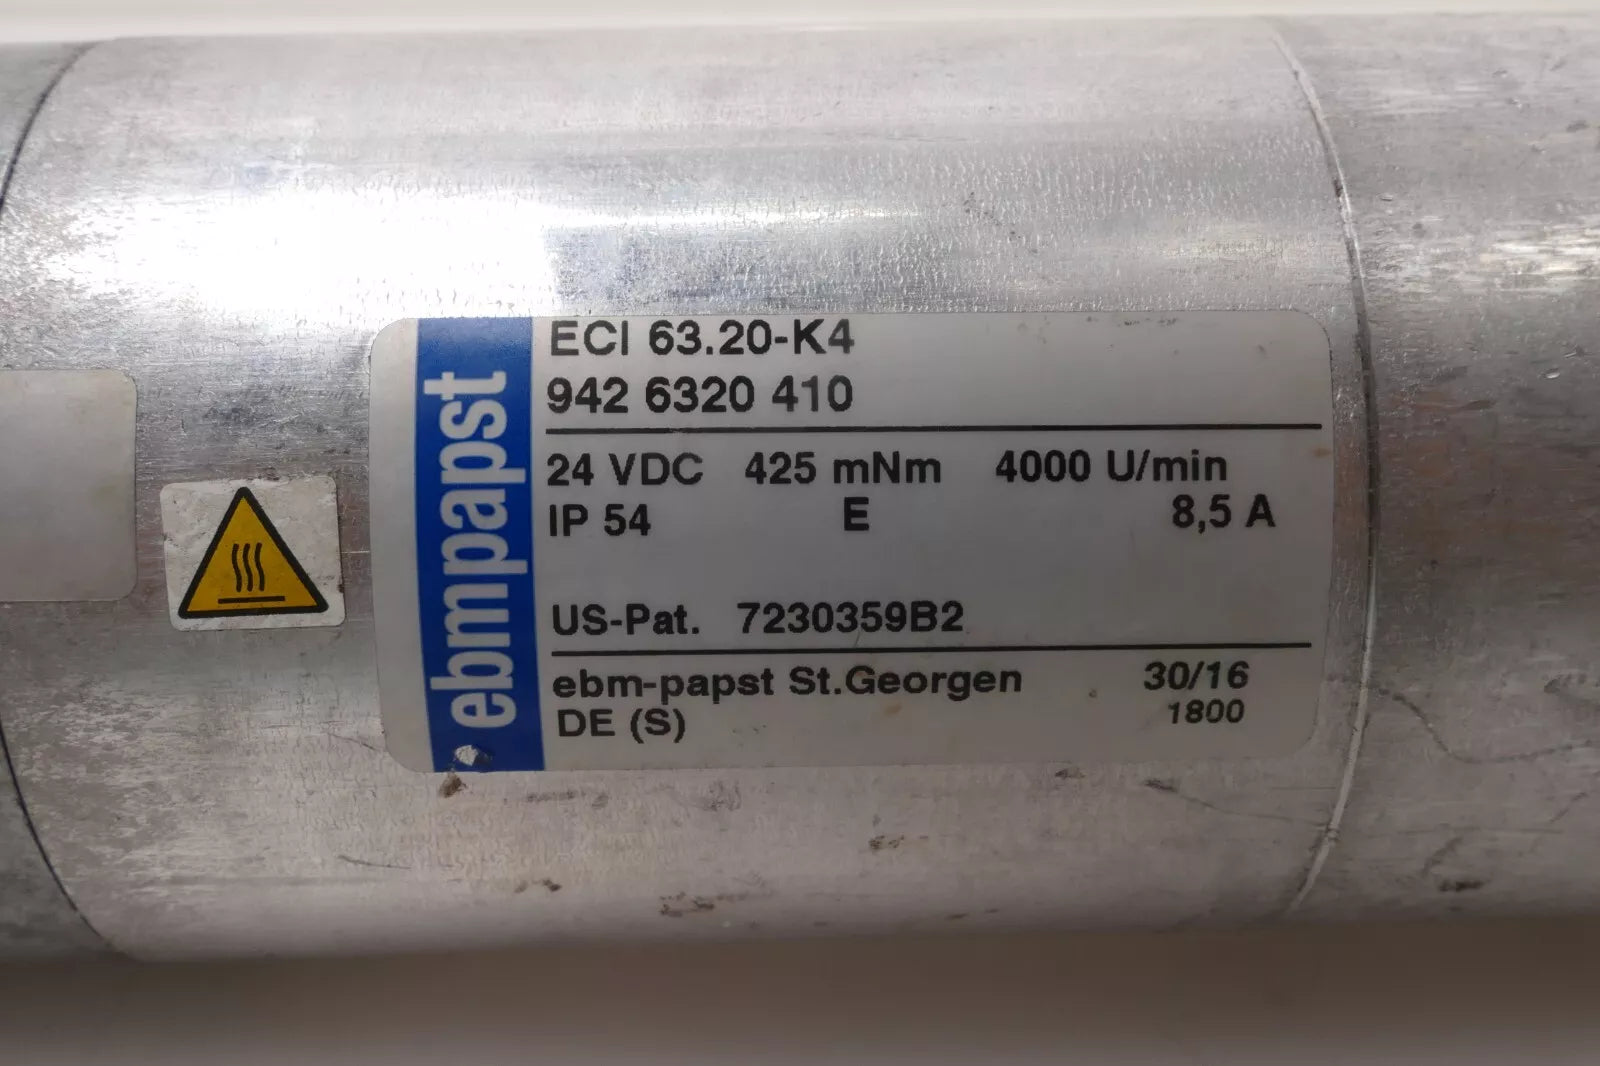 ebmpapst
ECI 63.20-K4
942 6320 410
24 VDC 425 mNm 4000 U/min
IP 54 E 8,5 A
US-Pat. 7230359B2
ebm-papst St.Georgen 30/16
DE (S) 1800